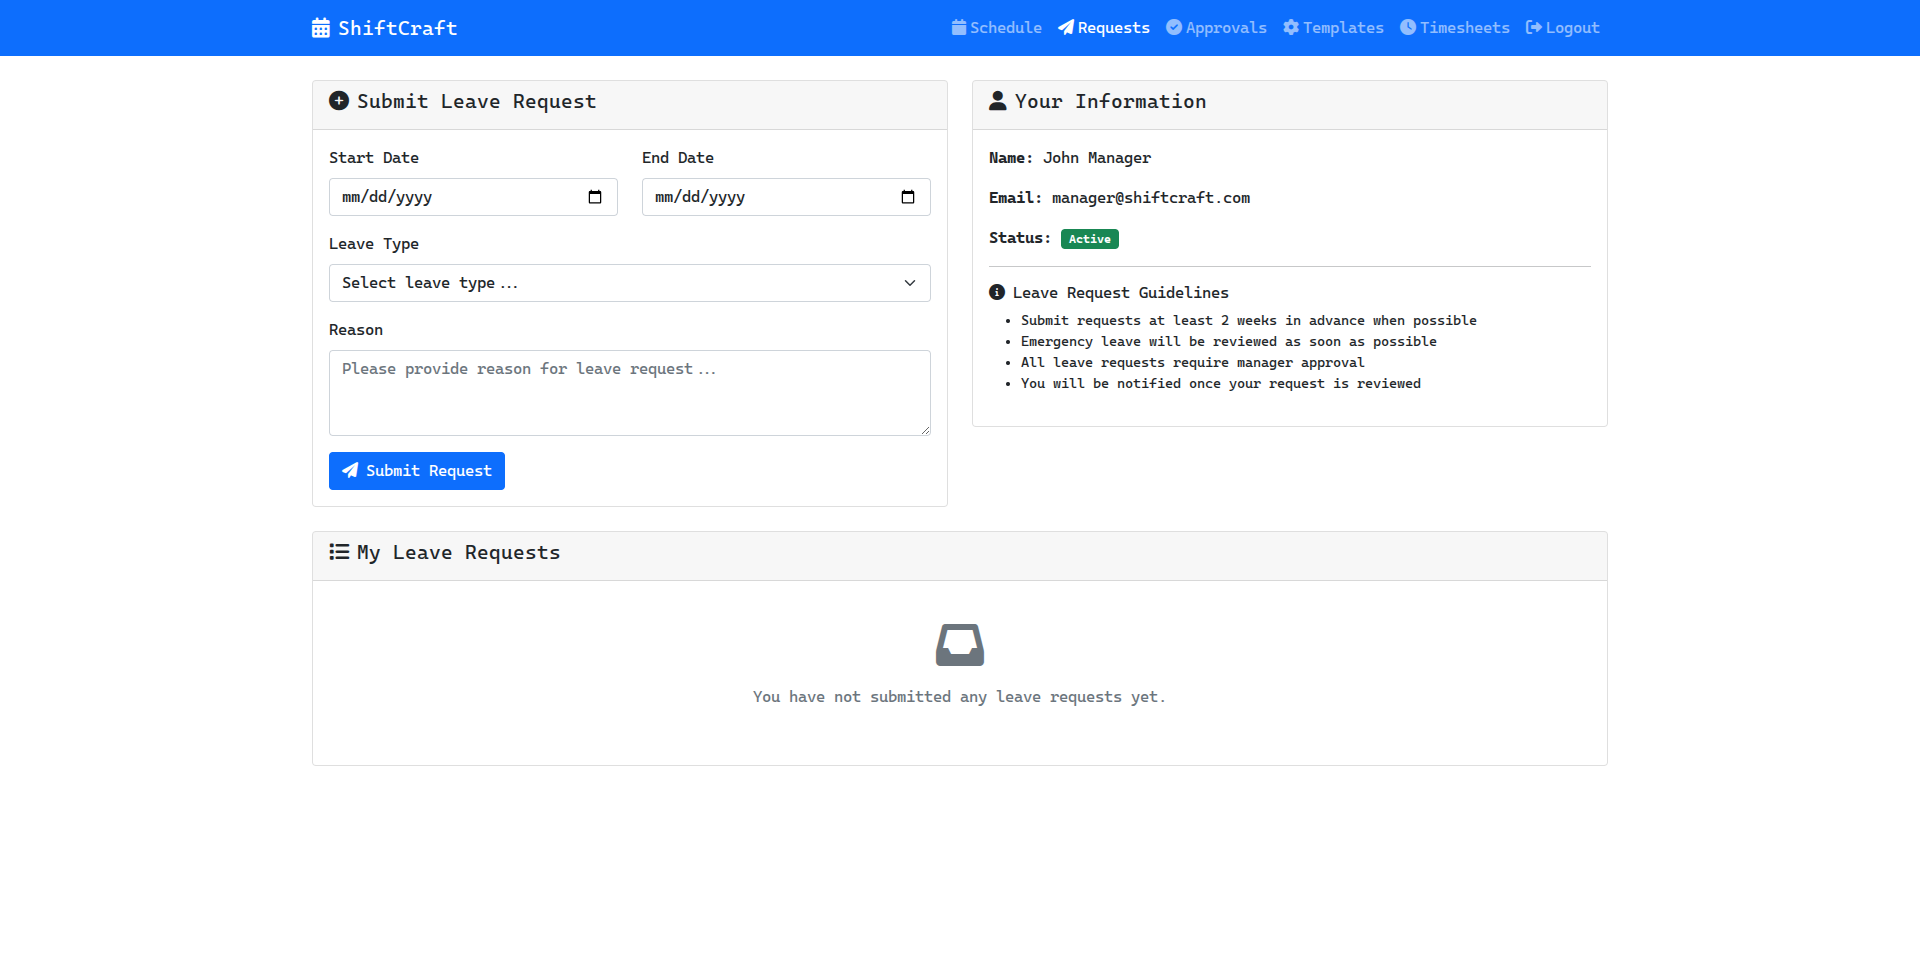 ShiftCraft
Schedule Requests Approvals Templates Timesheets Logout
Submit Leave Request
Start Date
End Date
mm/dd/yyyy
mm/dd/yyyy
Leave Type
Select leave type...
Reason
Please provide reason for leave request...
Submit Request
Your Information
Name: John Manager
Email: manager@shiftcraft.com
Status: Active
Leave Request Guidelines
Submit requests at least 2 weeks in advance when possible
Emergency leave will be reviewed as soon as possible
All leave requests require manager approval
You will be notified once your request is reviewed
My Leave Requests
You have not submitted any leave requests yet.